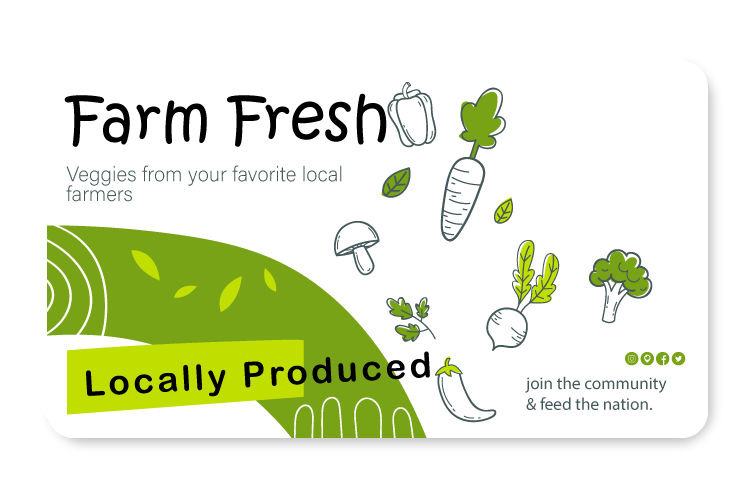 Farm Fresh
Veggies from your favorite local
farmers
Locally Produced
join the community
& feed the nation.